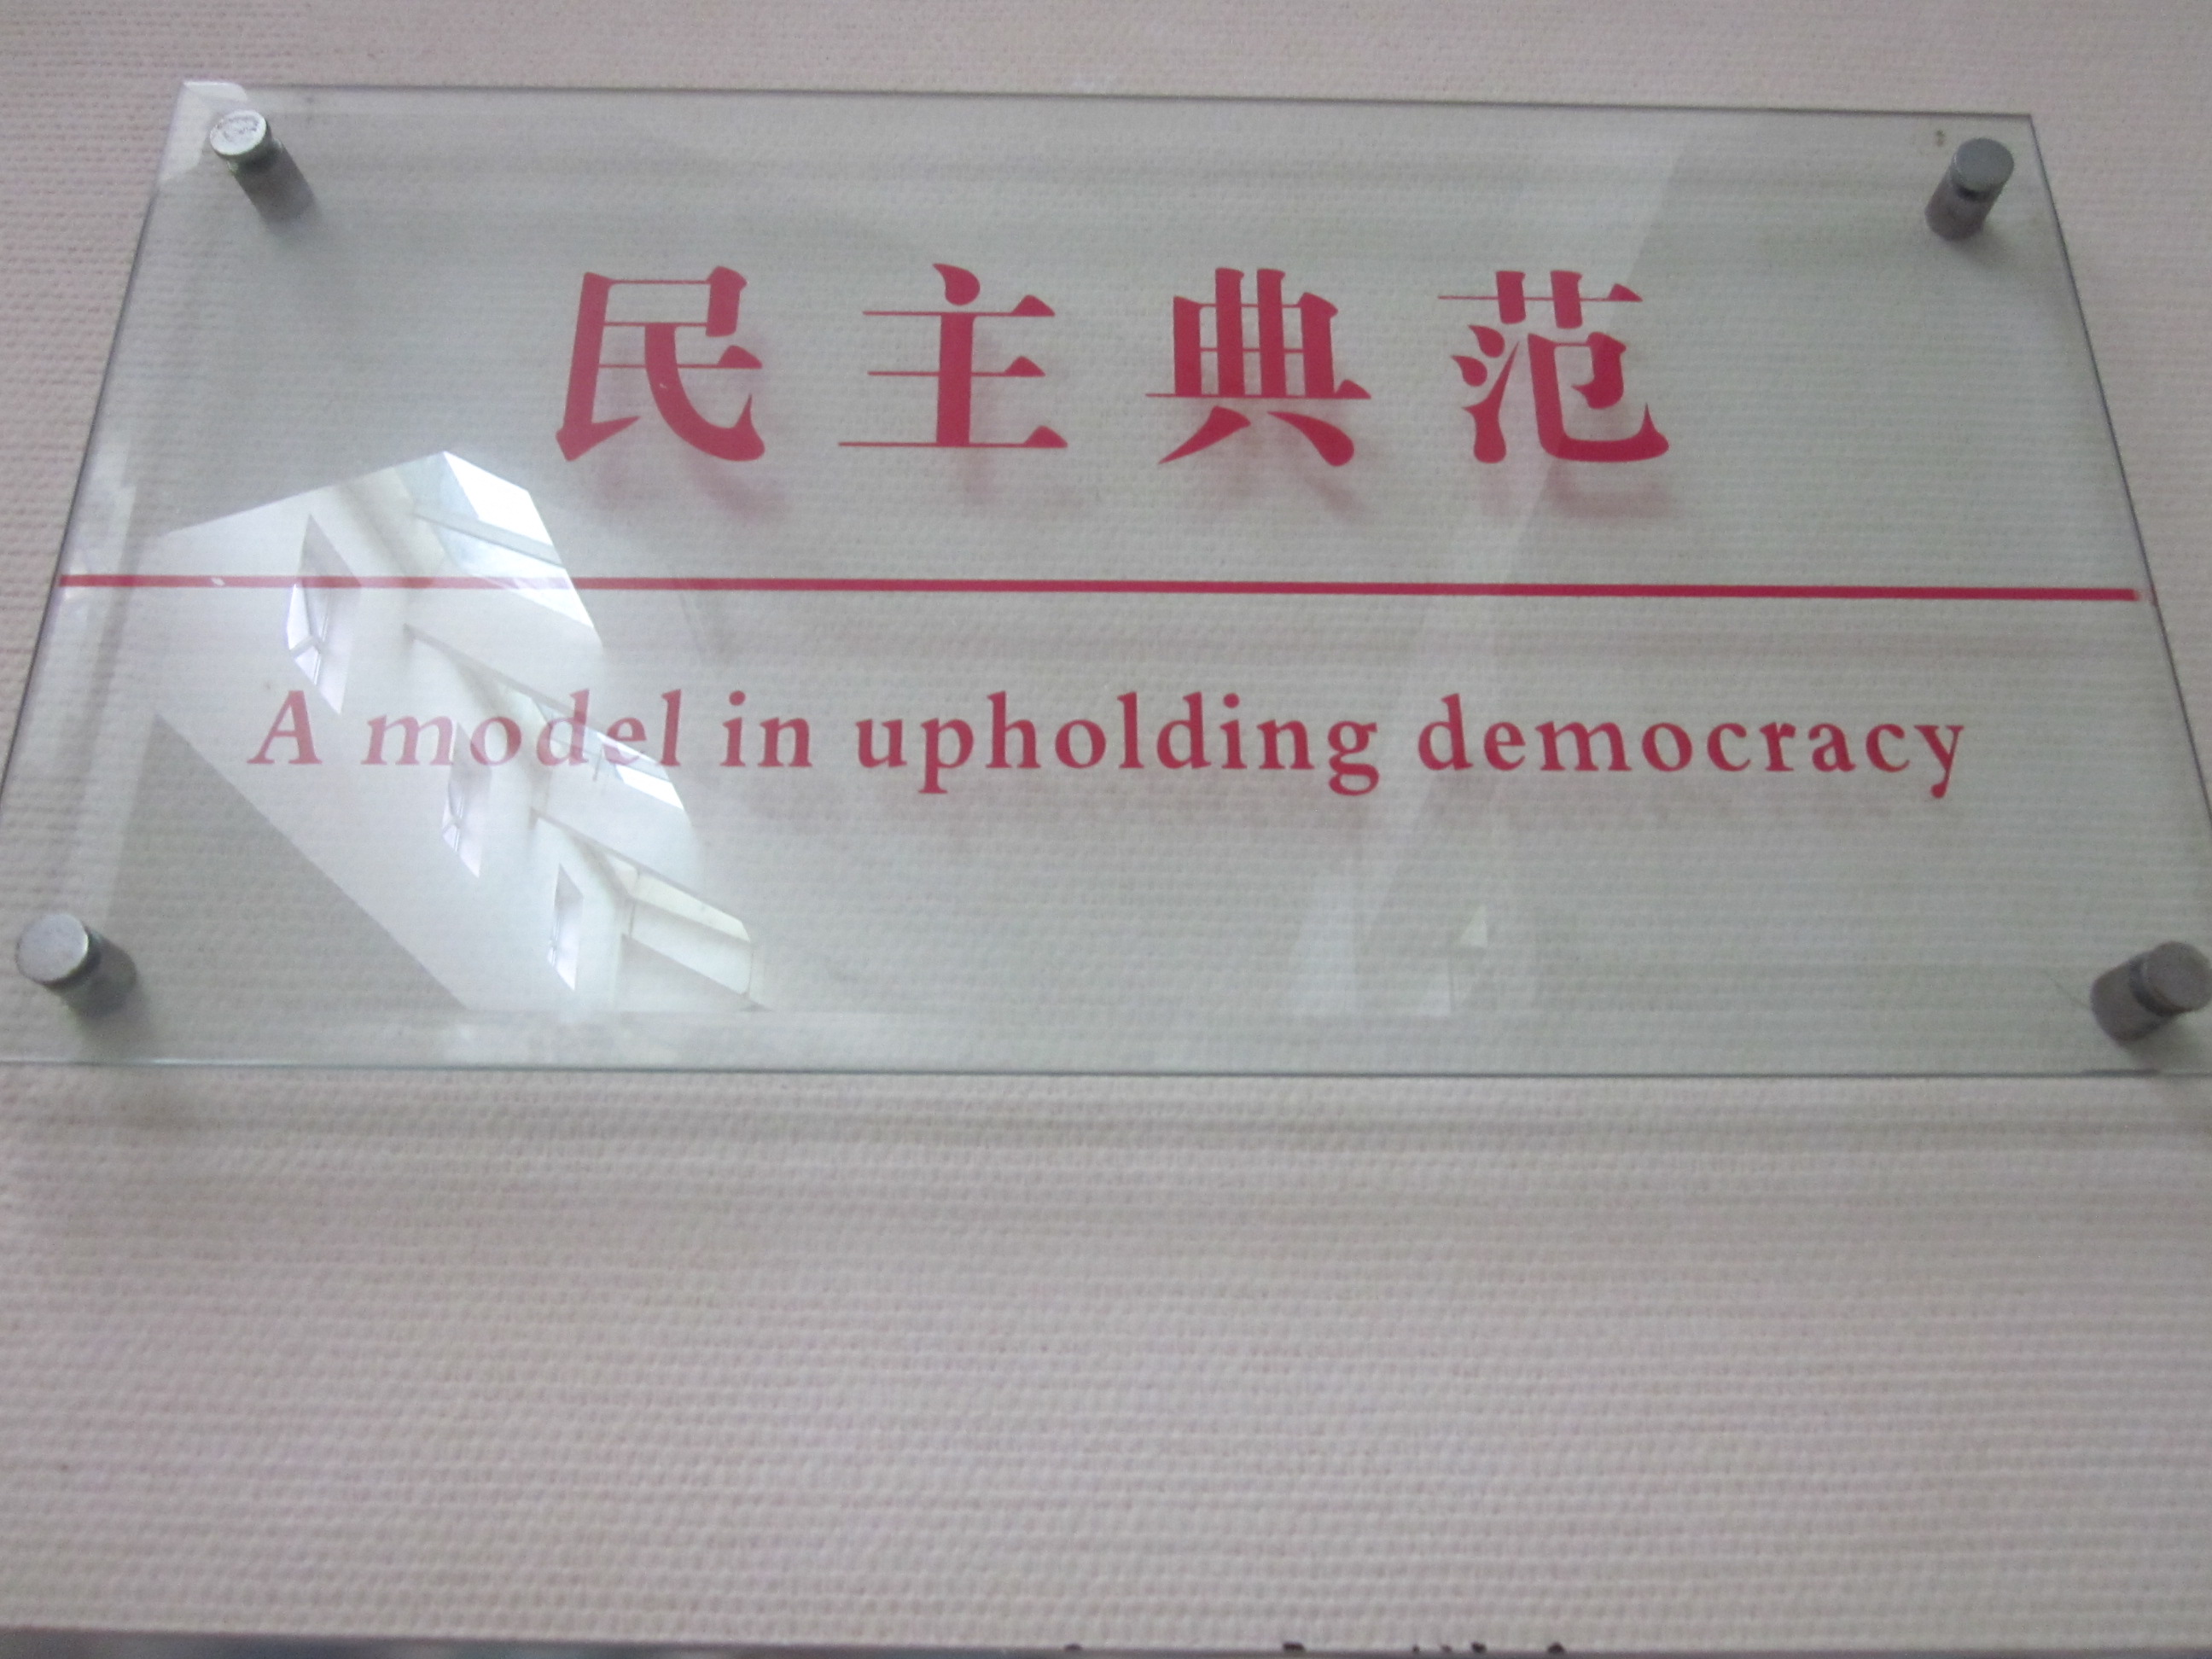 民主典范
A model in upholding democracy